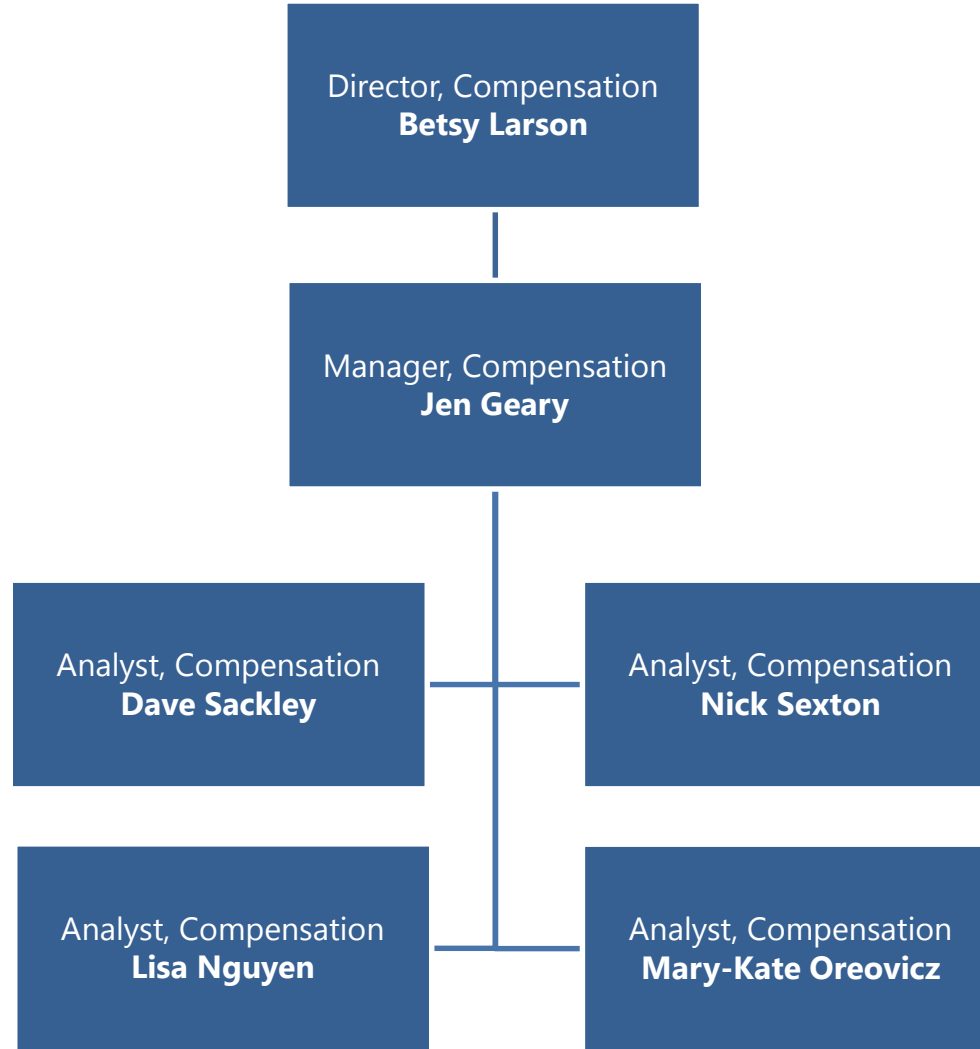 Director, Compensation
Betsy Larson
Manager, Compensation
Jen Geary
Analyst, Compensation
Dave Sackley
Analyst, Compensation
Nick Sexton
Analyst, Compensation
Lisa Nguyen
Analyst, Compensation
Mary-Kate Oreovicz